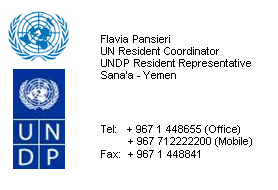 Flavia Pansieri
UN Resident Coordinator
UNDP Resident Representative
Sana'a - Yemen
U N
D P
Tel: + 967 1 448655 (Office)
+ 967 712222200 (Mobile)
Fax: + 967 1 448841